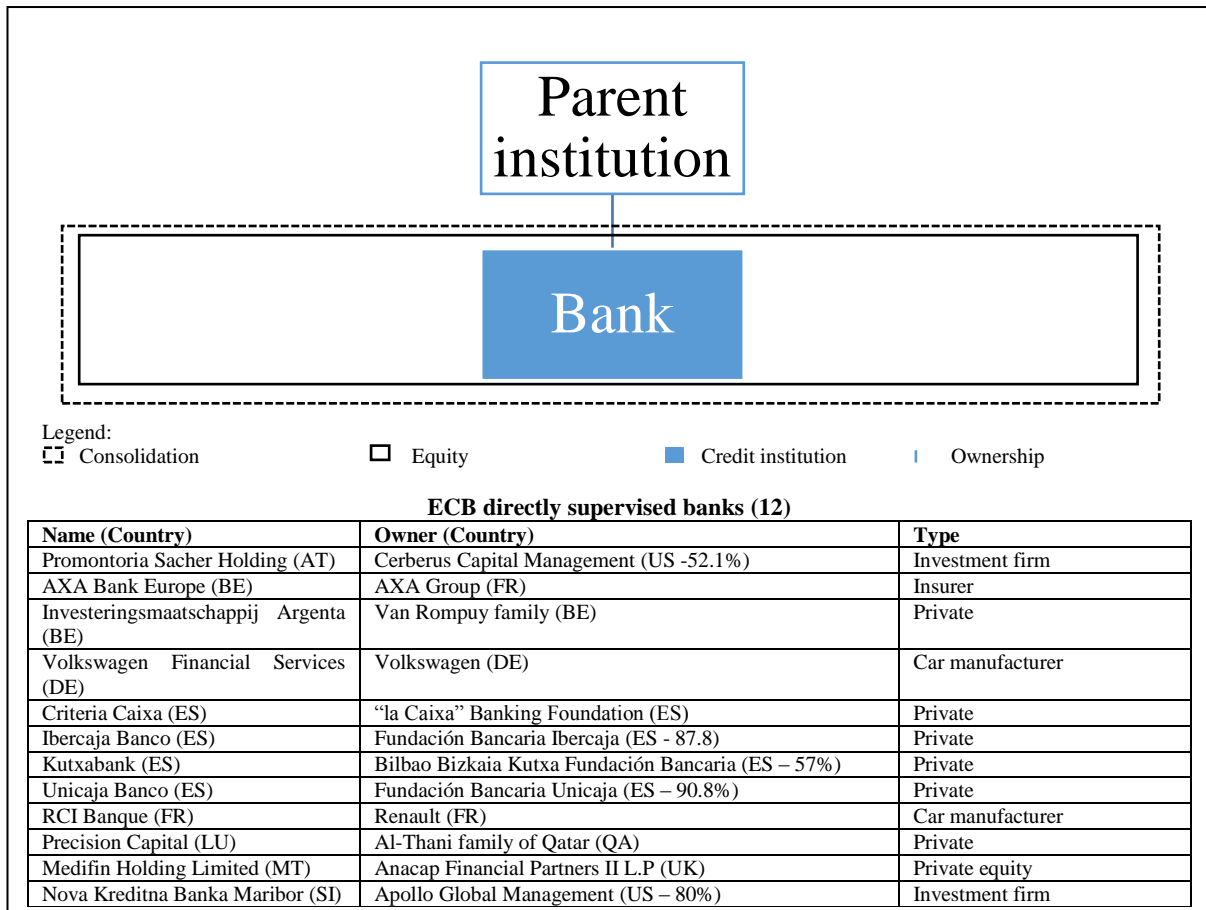 Parent
institution
Bank
Legend:
Consolidation Equity Credit institution Ownership
ECB directly supervised banks (12)
Name (Country) Owner (Country) Type
Promontoria Sacher Holding (AT) Cerberus Capital Management (US -52.1%) Investment firm
AXA Bank Europe (BE) AXA Group (FR) Insurer
Investeringsmaatschappij Argenta Van Rompuy family (BE) Private
(BE)
Volkswagen Financial Services Volkswagen (DE) Car manufacturer
(DE)
Criteria Caixa (ES) “la Caixa” Banking Foundation (ES) Private
Ibercaja Banco (ES) Fundación Bancaria Ibercaja (ES - 87.8) Private
Kutxabank (ES) Bilbao Bizkaia Kutxa Fundación Bancaria (ES – 57%) Private
Unicaja Banco (ES) Fundación Bancaria Unicaja (ES – 90.8%) Private
RCI Banque (FR) Renault (FR) Car manufacturer
Precision Capital (LU) Al-Thani family of Qatar (QA) Private
Medifin Holding Limited (MT) Anacap Financial Partners II L.P (UK) Private equity
Nova Kreditna Banka Maribor (SI) Apollo Global Management (US – 80%) Investment firm